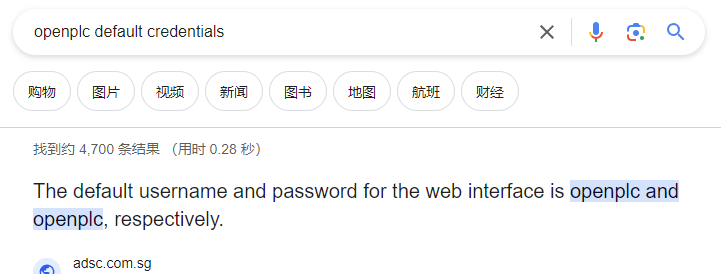 openplc default credentials
购物 图片 视频 新闻 图书 地图 航班 财经
找到约 4,700 条结果 （用时 0.28 秒）
The default username and password for the web interface is openplc and
openplc, respectively.
adsc.com.sg